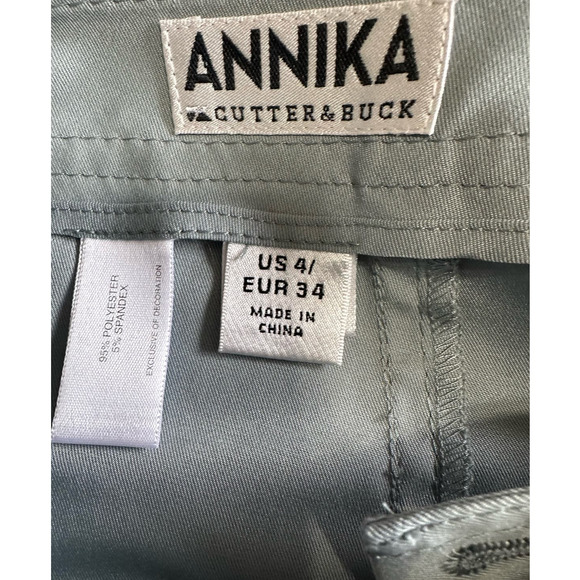 ANNIKA
CUTTER&BUCK
US 4/
EUR 34
MADE IN
CHINA
95% POLYESTER
5% SPANDEX
EXCLUSIVE OF DECORATION